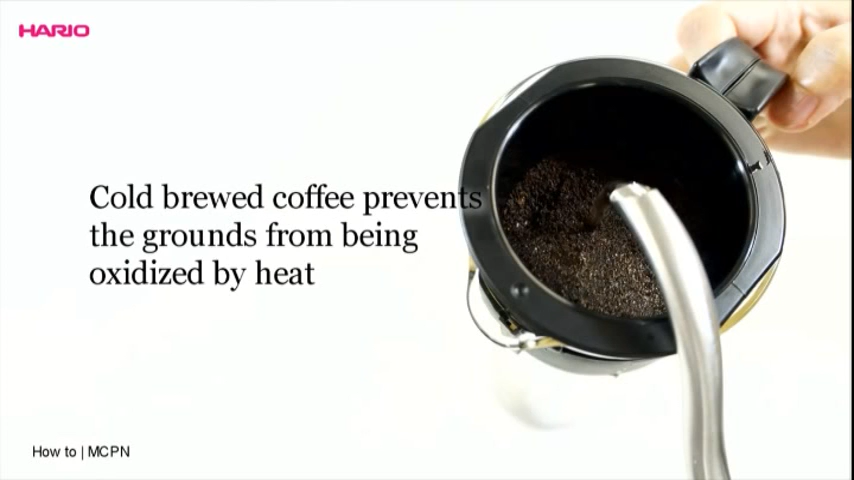 HARIO
Cold brewed coffee prevents
the grounds from being
oxidized by heat
How to | MCPN